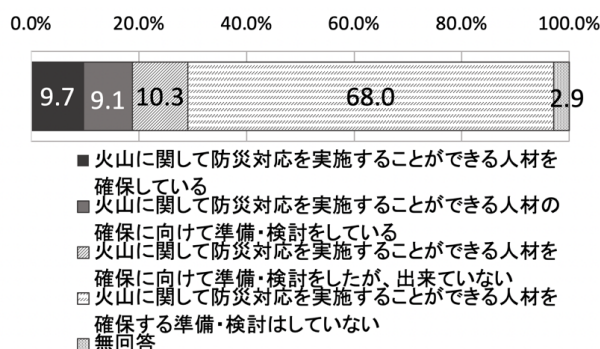 0.0% 20.0% 40.0% 60.0% 80.0% 100.0%
9.7 9.1 10.3 68.0 2.9
火山に関して防災対応を実施することができる人材を
確保している
火山に関して防災対応を実施することができる人材の
確保に向けて準備・検討をしている
火山に関して防災対応を実施することができる人材を
確保に向けて準備・検討をしたが、出来ていない
火山に関して防災対応を実施することができる人材を
確保する準備・検討はしていない
無回答